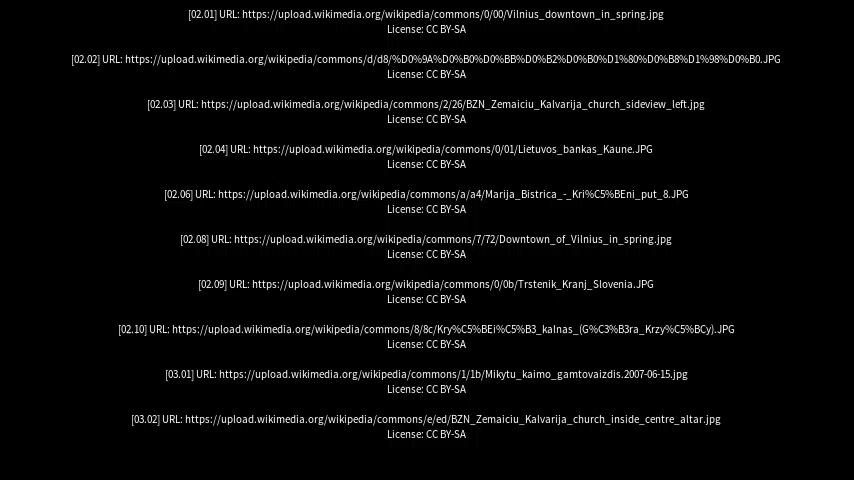 [02.01] URL: https://upload.wikimedia.org/wikipedia/commons/0/00/Vilnius_downtown_in_spring.jpg
License: CC BY-SA
[02.02] URL: https://upload.wikimedia.org/wikipedia/commons/d/d8/%D0%9A%D0%B0%D0%BB%D0%B2%D0%B0%D1%80%D0%B8%D1%98%D0%B0.JPG
License: CC BY-SA
[02.03] URL: https://upload.wikimedia.org/wikipedia/commons/2/26/BZN_Zemaiciu_Kalvarija_church_sideview_left.jpg
License: CC BY-SA
[02.04] URL: https://upload.wikimedia.org/wikipedia/commons/0/01/Lietuvos_bankas_Kaune.JPG
License: CC BY-SA
[02.06] URL: https://upload.wikimedia.org/wikipedia/commons/a/a4/Marija_Bistrica_-_Kri%C5%BEni_put_8.JPG
License: CC BY-SA
[02.08] URL: https://upload.wikimedia.org/wikipedia/commons/7/72/Downtown_of_Vilnius_in_spring.jpg
License: CC BY-SA
[02.09] URL: https://upload.wikimedia.org/wikipedia/commons/0/0b/Trstenik_Kranj_Slovenia.JPG
License: CC BY-SA
[02.10] URL: https://upload.wikimedia.org/wikipedia/commons/8/8c/Kry%C5%BEi%C5%B3_kalnas_(G%C3%B3ra_Krzy%C5%BCy).JPG
License: CC BY-SA
[03.01] URL: https://upload.wikimedia.org/wikipedia/commons/1/1b/Mikytu_kaimo_gamtovaizdis.2007-06-15.jpg
License: CC BY-SA
[03.02] URL: https://upload.wikimedia.org/wikipedia/commons/e/ed/BZN_Zemaiciu_Kalvarija_church_inside_centre_altar.jpg
License: CC BY-SA